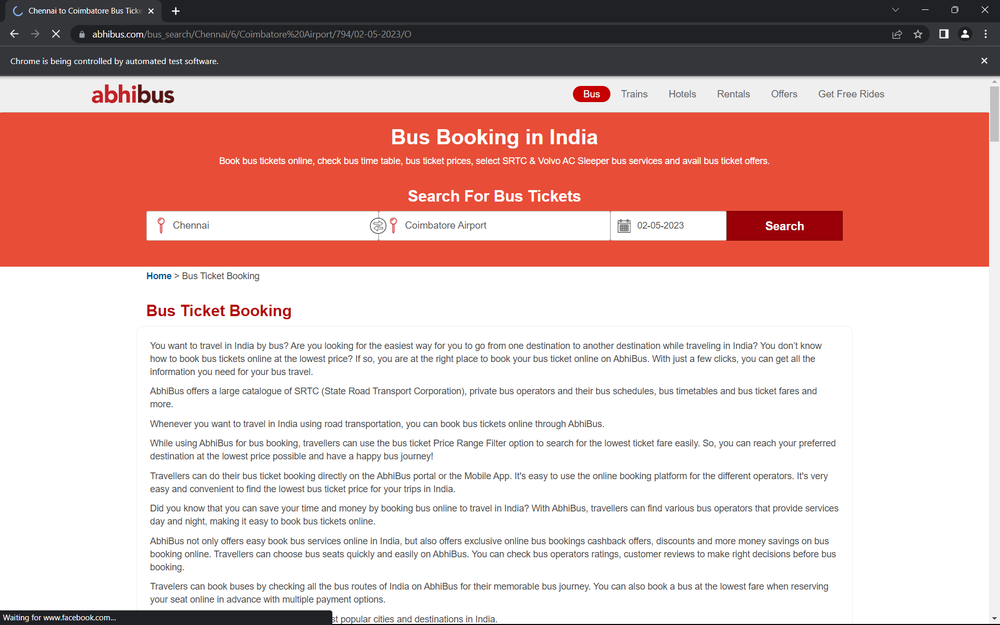 Chennai to Coimbatore Bus Ticke
abhibus.com/bus_search/Chennai/6/Coimbatore%20Airport/794/02-05-2023/O
Chrome is being controlled by automated test software.
abhibus
Bus Trains Hotels Rentals Offers Get Free Rides
Bus Booking in India
Book bus tickets online, check bus time table, bus ticket prices, select SRTC & Volvo AC Sleeper bus services and avail bus ticket offers.
Search For Bus Tickets
Chennai Coimbatore Airport 02-05-2023 Search
Home > Bus Ticket Booking
Bus Ticket Booking
You want to travel in India by bus? Are you looking for the easiest way for you to go from one destination to another destination while traveling in India? You don’t know
how to book bus tickets online at the lowest price? If so, you are at the right place to book your bus ticket online on AbhiBus. With just a few clicks, you can get all the
information you need for your bus travel.
AbhiBus offers a large catalogue of SRTC (State Road Transport Corporation), private bus operators and their bus schedules, bus timetables and bus ticket fares and
more.
Whenever you want to travel in India using road transportation, you can book bus tickets online through AbhiBus.
While using AbhiBus for bus booking, travellers can use the bus ticket Price Range Filter option to search for the lowest ticket fare easily. So, you can reach your preferred
destination at the lowest price possible and have a happy bus journey!
Travellers can do their bus ticket booking directly on the AbhiBus portal or the Mobile App. It's easy to use the online booking platform for the different operators. It's very
easy and convenient to find the lowest bus ticket price for your trips in India.
Did you know that you can save your time and money by booking bus online to travel in India? With AbhiBus, travellers can find various bus operators that provide services
day and night, making it easy to book bus tickets online.
AbhiBus not only offers easy book bus services online in India, but also offers exclusive online bus bookings cashback offers, discounts and more money savings on bus
booking online. Travellers can choose bus seats quickly and easily on AbhiBus. You can check bus operators ratings, customer reviews to make right decisions before bus
booking.
Travelers can book buses by checking all the bus routes of India on AbhiBus for their memorable bus journey. You can also book a bus at the lowest fare when reserving
your seat online in advance with multiple payment options.
st popular cities and destinations in India.
Waiting for www.facebook.com...